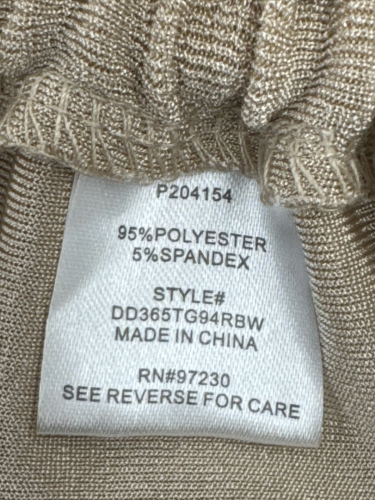 P204154
95%POLYESTER
5%SPANDEX
STYLE#
DD365TG94RBW
MADE IN CHINA
RN#97230
SEE REVERSE FOR CARE